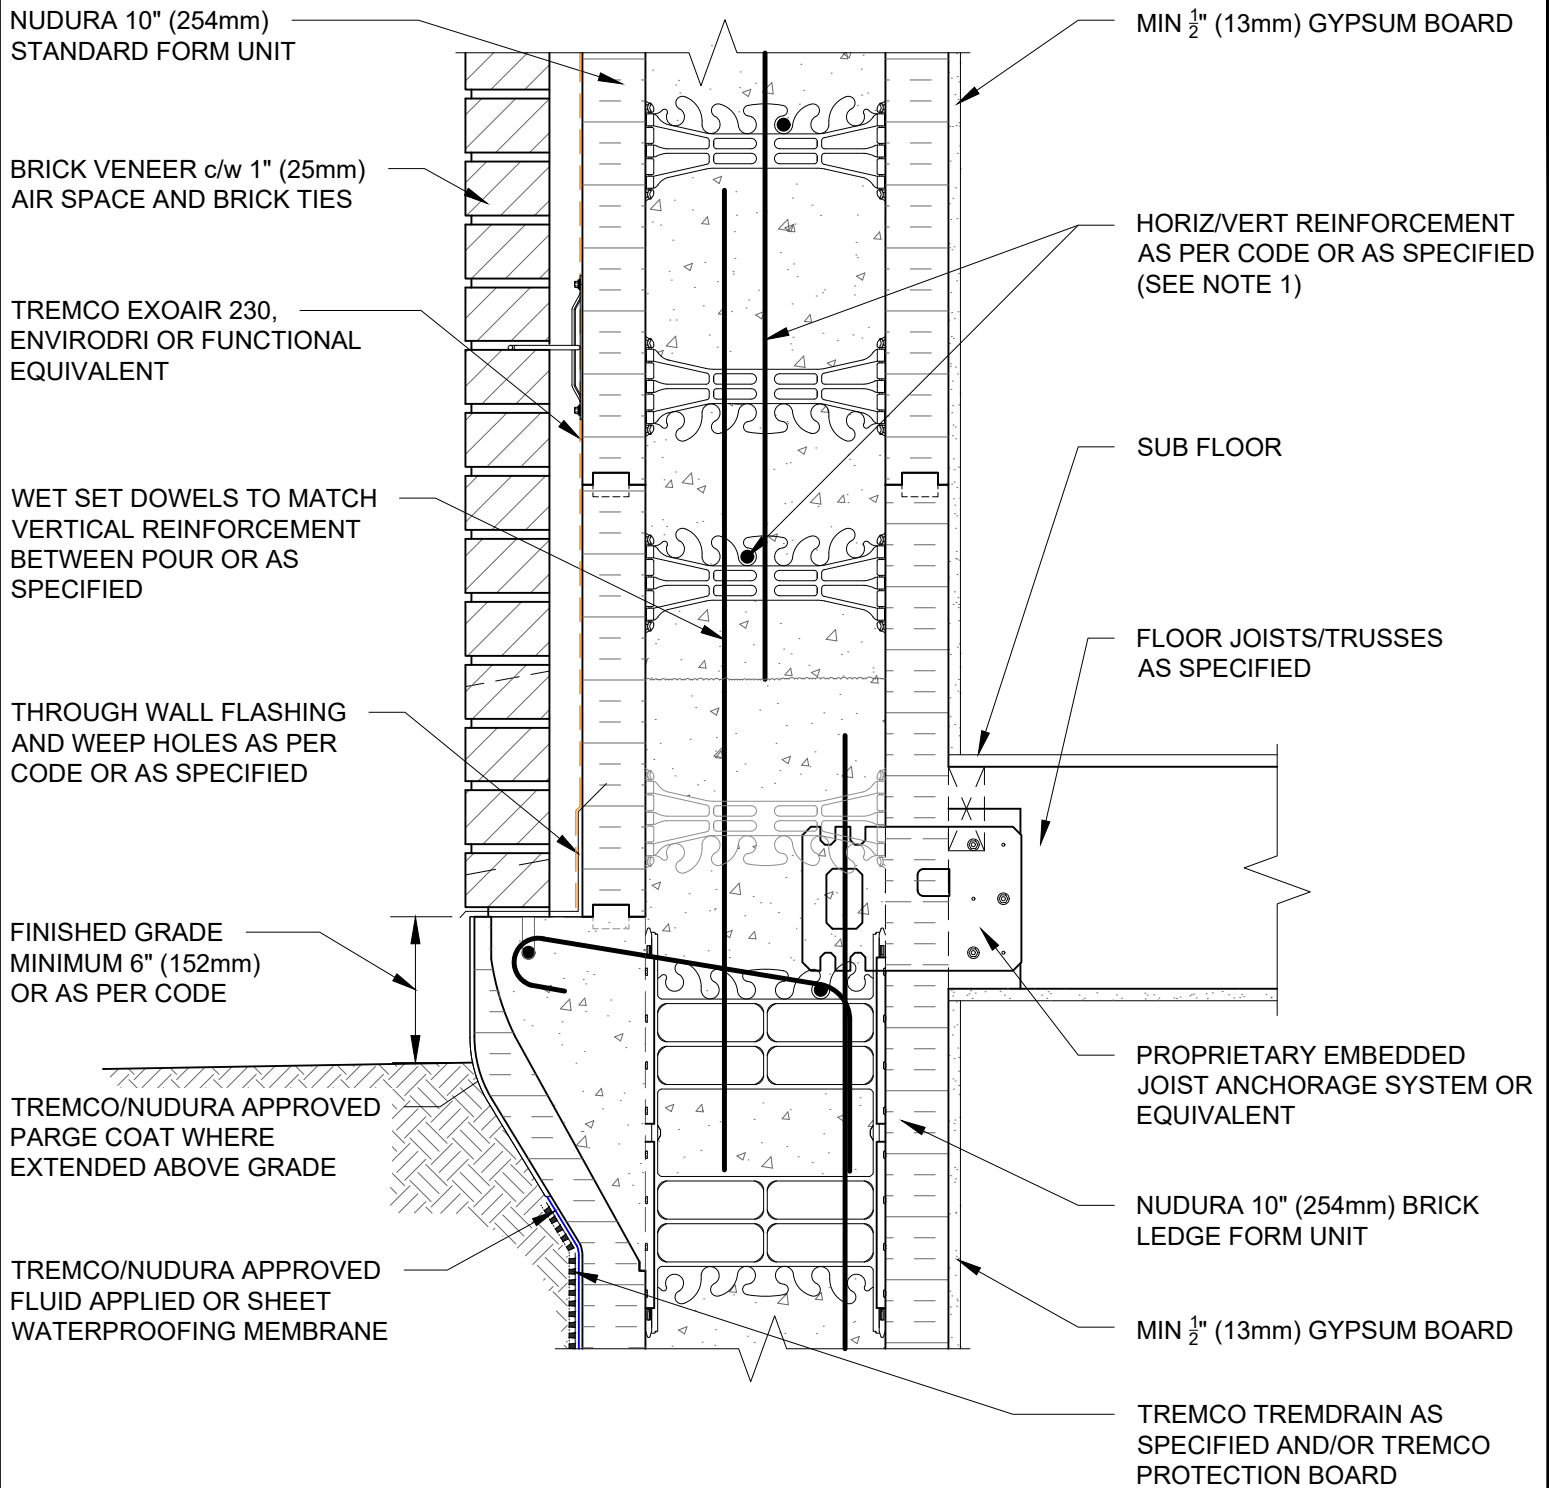 NUDURA 10" (254mm)
STANDARD FORM UNIT
BRICK VENEER c/w 1" (25mm)
AIR SPACE AND BRICK TIES
TREMCO EXOAIR 230,
ENVIRODRI OR FUNCTIONAL
EQUIVALENT
WET SET DOWELS TO MATCH
VERTICAL REINFORCEMENT
BETWEEN POUR OR AS
SPECIFIED
THROUGH WALL FLASHING
AND WEEP HOLES AS PER
CODE OR AS SPECIFIED
FINISHED GRADE
MINIMUM 6" (152mm)
OR AS PER CODE
TREMCO/NUDURA APPROVED
PARGE COAT WHERE
EXTENDED ABOVE GRADE
TREMCO/NUDURA APPROVED
FLUID APPLIED OR SHEET
WATERPROOFING MEMBRANE
MIN 1/2" (13mm) GYPSUM BOARD
HORIZ/VERT REINFORCEMENT
AS PER CODE OR AS SPECIFIED
(SEE NOTE 1)
SUB FLOOR
FLOOR JOISTS/TRUSSES
AS SPECIFIED
PROPRIETARY EMBEDDED
JOIST ANCHORAGE SYSTEM OR
EQUIVALENT
NUDURA 10" (254mm) BRICK
LEDGE FORM UNIT
MIN 1/2" (13mm) GYPSUM BOARD
TREMCO TREMDRAIN AS
SPECIFIED AND/OR TREMCO
PROTECTION BOARD